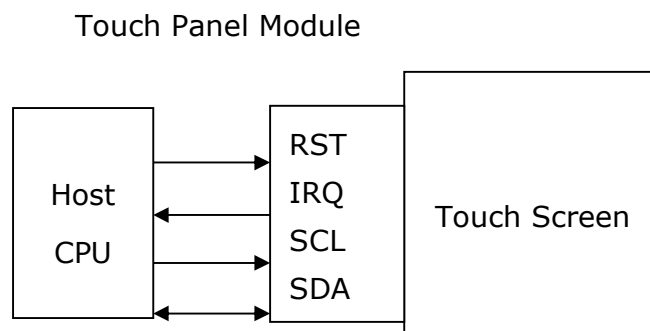 Touch Panel Module
Host
CPU
RST
IRQ
SCL
SDA
Touch Screen